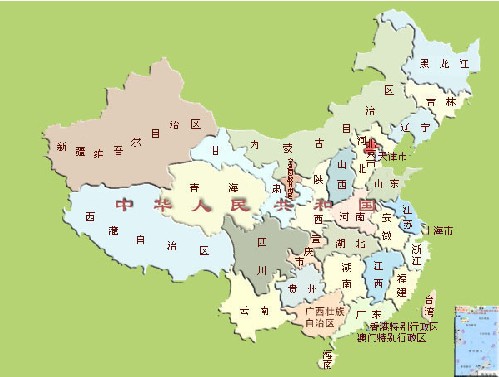 黑龙江
吉林
辽宁
内蒙古自治区
新疆维吾尔自治区
甘肃
北京
天津市
河北
山西
山东
陕西
青海
中华人民共和国
西藏自治区
河南
江苏
安徽
上海市
四川
重庆市
湖北
浙江
湖南
江西
福建
贵州
云南
广西壮族
自治区
广东
台湾
香港特别行政区
澳门特别行政区
海南